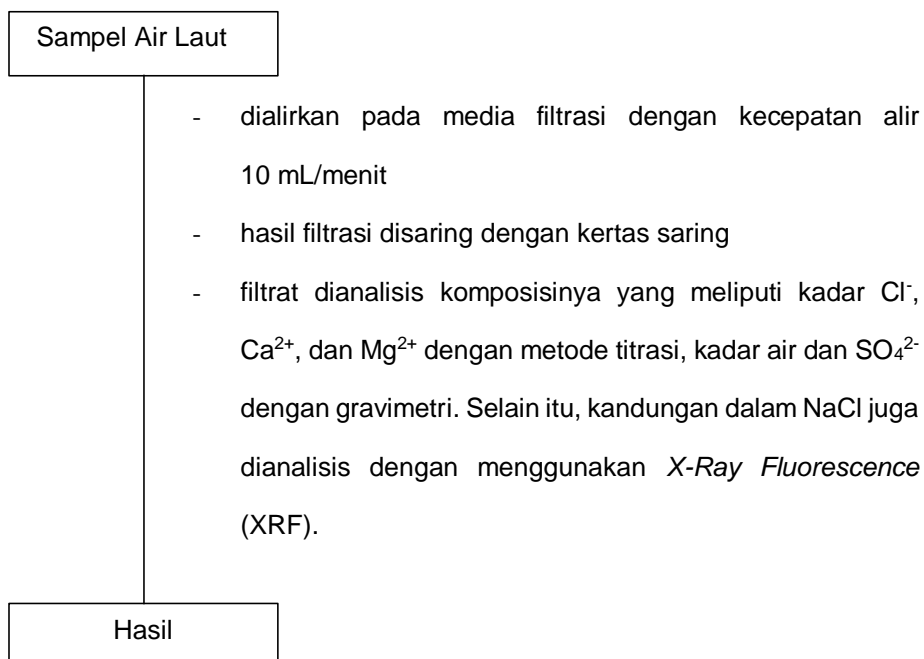 Sampel Air Laut
- dialirkan pada media filtrasi dengan kecepatan alir
10 mL/menit
- hasil filtrasi disaring dengan kertas saring
- filtrat dianalisis komposisinya yang meliputi kadar Cl⁻,
Ca²⁺, dan Mg²⁺ dengan metode titrasi, kadar air dan SO₄²⁻
dengan gravimetri. Selain itu, kandungan dalam NaCl juga
dianalisis dengan menggunakan X-Ray Fluorescence
(XRF).
Hasil